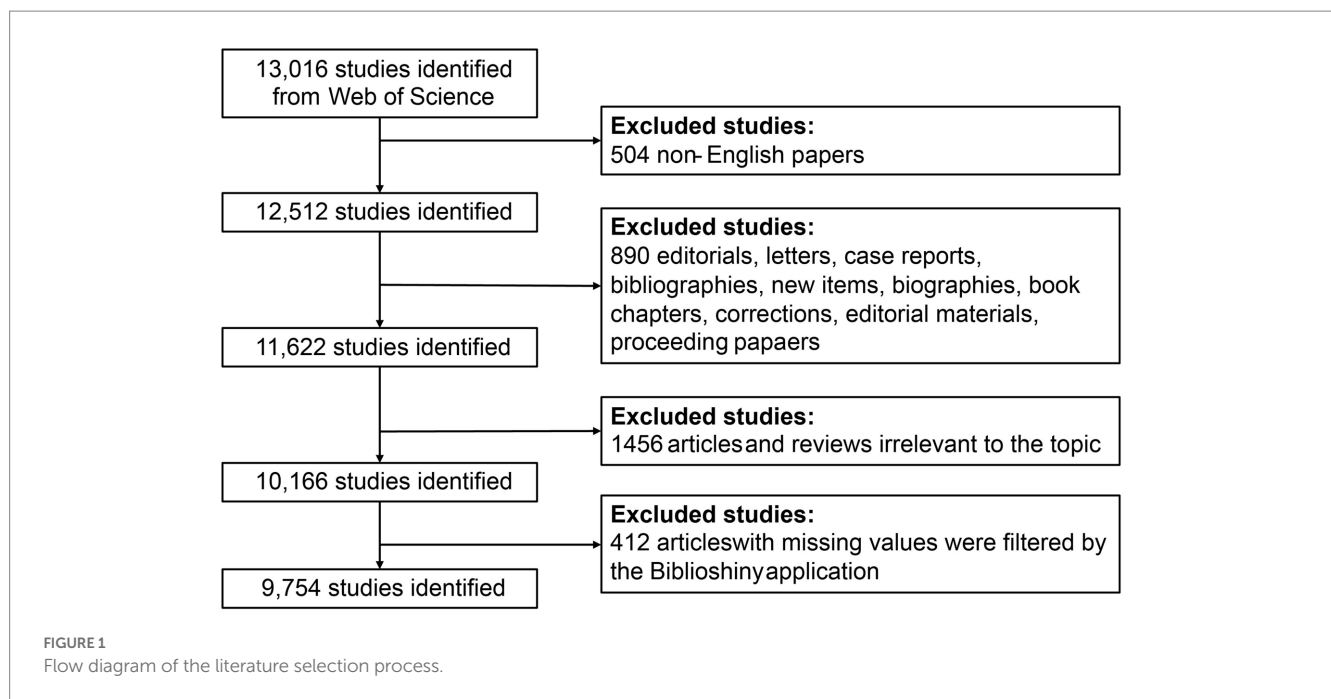 13,016 studies identified
from Web of Science
Excluded studies:
504 non-English papers
12,512 studies identified
Excluded studies:
890 editorials, letters, case reports,
bibliographies, new items, biographies, book
chapters, corrections, editorial materials,
proceeding papaers
11,622 studies identified
Excluded studies:
1456 articles and reviews irrelevant to the topic
10,166 studies identified
Excluded studies:
412 articleswith missing values were filtered by
the Biblioshinyapplication
9,754 studies identified
FIGURE 1
Flow diagram of the literature selection process.